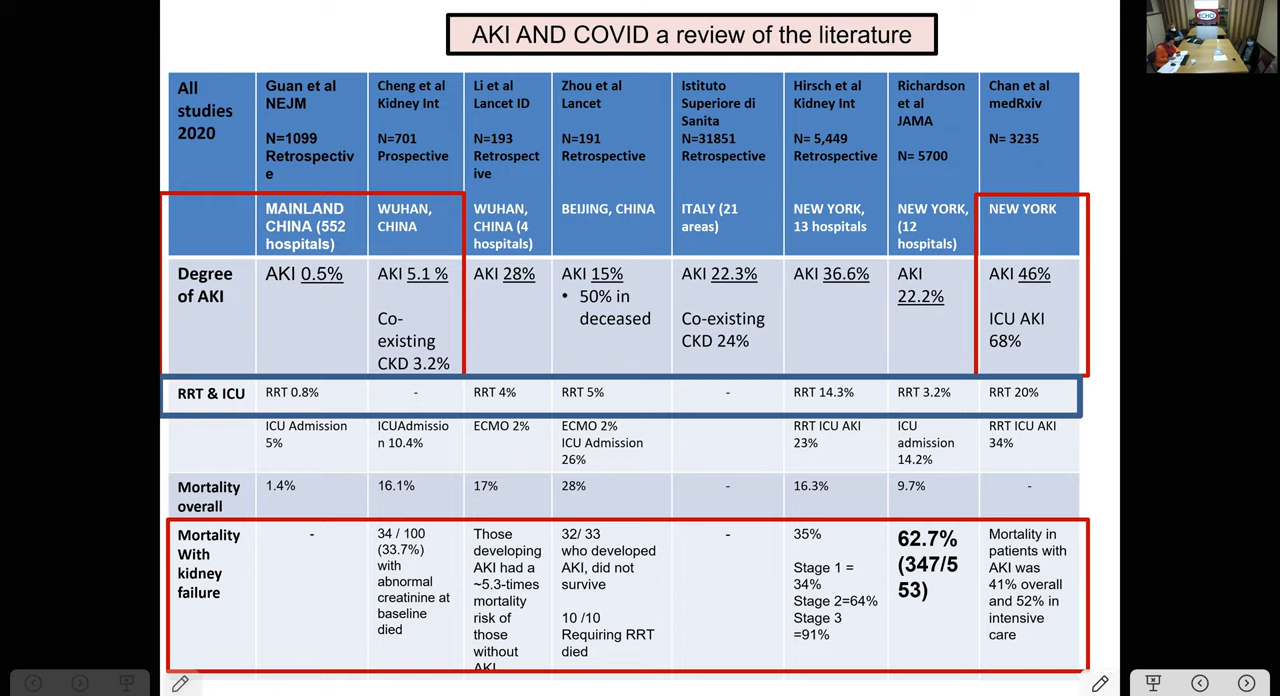 AKI AND COVID a review of the literature
All
studies
2020
Guan et al
NEJM
N=1099
Retrospectiv
e
Cheng et al
Kidney Int
N=701
Prospective
Li et al
Lancet ID
N=193
Retrospect
ive
Zhou et al
Lancet
N=191
Retrospective
Istituto
Superiore di
Sanita
N=31851
Retrospective
Hirsch et al
Kidney Int
N= 5,449
Retrospective
Richardson
et al
JAMA
N= 5700
Chan et al
medRxiv
N= 3235
MAINLAND
CHINA (552
hospitals)
WUHAN,
CHINA
WUHAN,
CHINA (4
hospitals)
BEIJING, CHINA
ITALY (21
areas)
NEW YORK,
13 hospitals
NEW YORK,
(12
hospitals)
NEW YORK
Degree
of AKI
AKI 0.5%
AKI 5.1 %
Co-
existing
CKD 3.2%
AKI 28%
AKI 15%
• 50% in
deceased
AKI 22.3%
Co-existing
CKD 24%
AKI 36.6%
AKI
22.2%
AKI 46%
ICU AKI
68%
RRT & ICU
RRT 0.8%
-
RRT 4%
RRT 5%
-
RRT 14.3%
RRT 3.2%
RRT 20%
ICU Admission
5%
ICUAdmissio
n 10.4%
ECMO 2%
ECMO 2%
ICU Admission
26%
RRT ICU AKI
23%
ICU
admission
14.2%
RRT ICU AKI
34%
Mortality
overall
1.4%
16.1%
17%
28%
-
16.3%
9.7%
-
Mortality
With
kidney
failure
-
34 / 100
(33.7%)
with
abnormal
creatinine at
baseline
died
Those
developing
AKI had a
~5.3-times
mortality
risk of
those
without
AKI
32/ 33
who developed
AKI, did not
survive
10 /10
Requiring RRT
died
-
35%
Stage 1 =
34%
Stage 2=64%
Stage 3
=91%
62.7%
(347/5
53)
Mortality in
patients with
AKI was
41% overall
and 52% in
intensive
care
ECHO